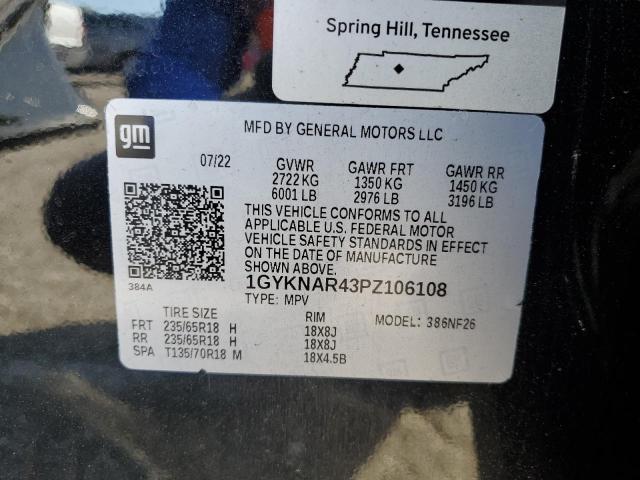 Spring Hill, Tennessee
gm
MFD BY GENERAL MOTORS LLC
07/22 GVWR GAWR FRT GAWR RR
2722 KG 1350 KG 1450 KG
6001 LB 2976 LB 3196 LB
THIS VEHICLE CONFORMS TO ALL
APPLICABLE U.S. FEDERAL MOTOR
VEHICLE SAFETY STANDARDS IN EFFECT
ON THE DATE OF MANUFACTURE
SHOWN ABOVE.
384A 1GYKNAR43PZ106108
TYPE: MPV
TIRE SIZE RIM MODEL: 386NF26
FRT 235/65R18 H 18X8J
RR 235/65R18 H 18X8J
SPA T135/70R18 M 18X4.5B